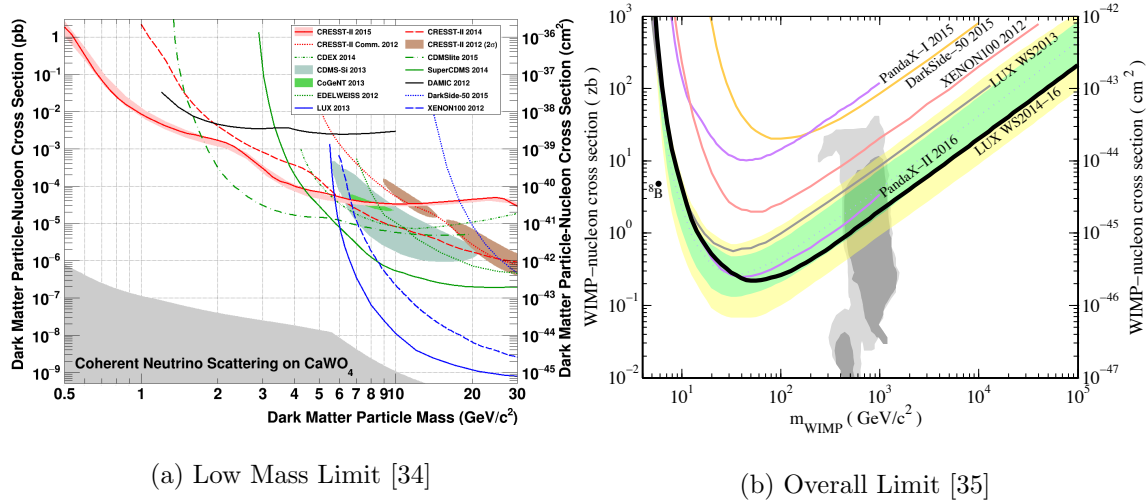 Dark Matter Particle-Nucleon Cross Section (pb)
1
10⁻¹
10⁻²
10⁻³
10⁻⁴
10⁻⁵
10⁻⁶
10⁻⁷
10⁻⁸
10⁻⁹
CRESST-II 2015
CRESST-II 2014
CRESST-II Comm. 2012
CRESST-II 2012 (2σ)
CDEX 2014
CDMSlite 2015
CDMS-Si 2013
SuperCDMS 2014
CoGeNT 2013
DAMIC 2012
EDELWEISS 2012
DarkSide-50 2015
LUX 2013
XENON100 2012
Coherent Neutrino Scattering on CaWO₄
10⁻³⁶
10⁻³⁷
10⁻³⁸
10⁻³⁹
10⁻⁴⁰
10⁻⁴¹
10⁻⁴²
10⁻⁴³
10⁻⁴⁴
10⁻⁴⁵
Dark Matter Particle-Nucleon Cross Section (cm²)
0.5 1 2 3 4 5 6 7 8 9 10 20 30
Dark Matter Particle Mass (GeV/c²)
(a) Low Mass Limit [34]
WIMP−nucleon cross section ( zb)
10³
10²
10¹
10⁰
10⁻¹
10⁻²
⁸B
PandaX−I 2015
DarkSide−50 2015
XENON100 2012
LUX WS2013
LUX WS2014−16
PandaX−II 2016
10⁻⁴²
10⁻⁴³
10⁻⁴⁴
10⁻⁴⁵
10⁻⁴⁶
10⁻⁴⁷
WIMP−nucleon cross section ( cm²)
10¹ 10² 10³ 10⁴ 10⁵
m_WIMP ( GeV/c²)
(b) Overall Limit [35]